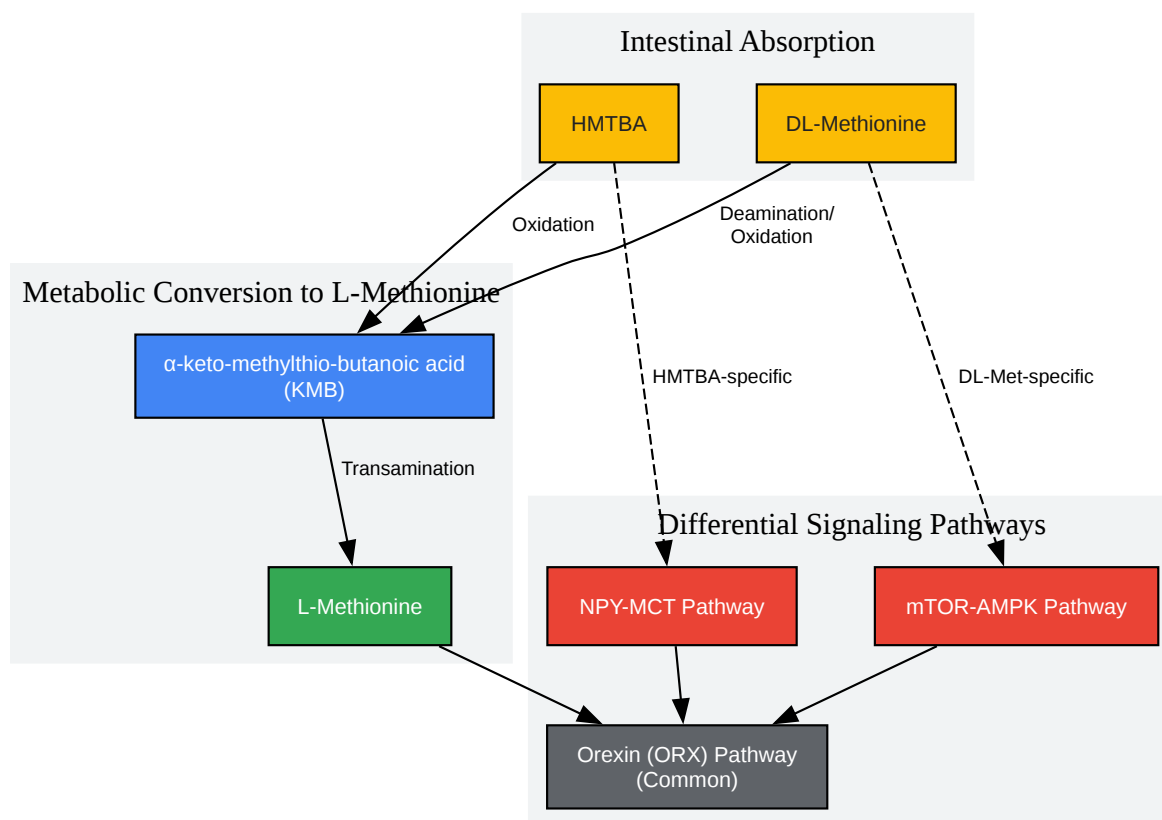 Intestinal Absorption
HMTBA
DL-Methionine
Oxidation
Deamination/
Oxidation
Metabolic Conversion to L-Methionine
α-keto-methylthio-butanoic acid
(KMB)
HMTBA-specific
DL-Met-specific
Transamination
Differential Signaling Pathways
L-Methionine
NPY-MCT Pathway
mTOR-AMPK Pathway
Orexin (ORX) Pathway
(Common)